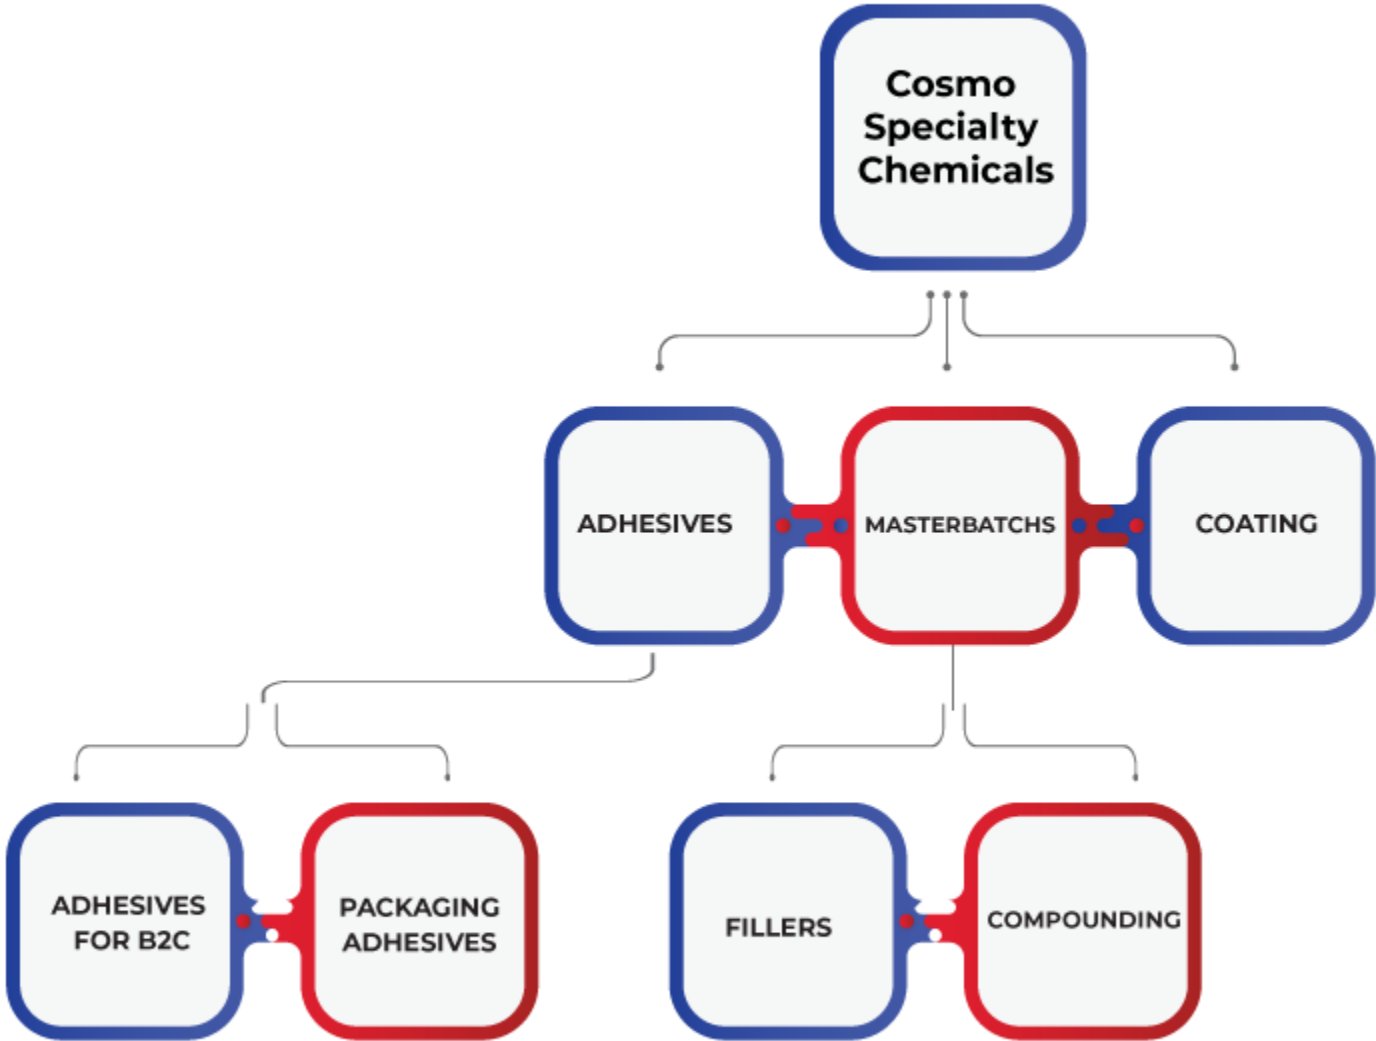 Cosmo
Specialty
Chemicals
ADHESIVES
MASTERBATCHS
COATING
ADHESIVES
FOR B2C
PACKAGING
ADHESIVES
FILLERS
COMPOUNDING